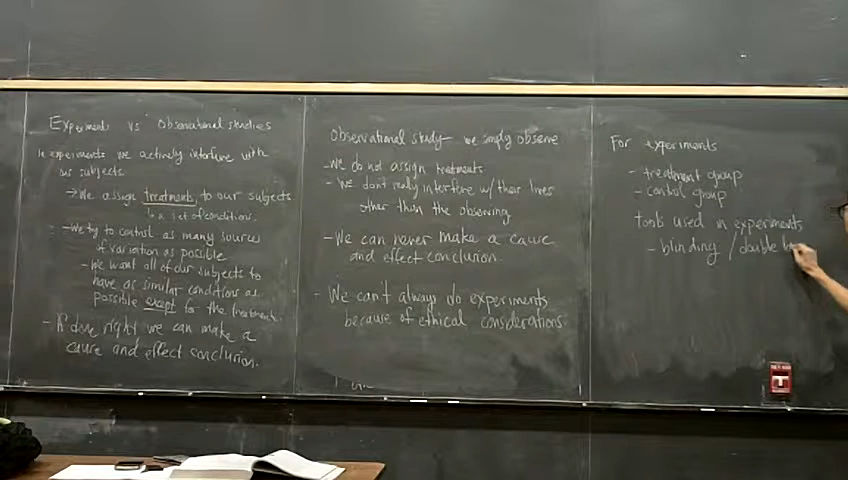 Experiments vs Observational studies
In experiments we actively interfere with
our subjects
→ We assign treatments to our subjects
↳ a set of conditions.
- We try to control as many source
of variation as possible
- We want all of our subjects to
have as similar conditions as
possible except for the treatment.
- If done right we can make a
cause and effect conclusion.
Observational study - we simply observe
- We do not assign treatments
- We don't really interfere w/ their lives
other than the observing
- We can never make a cause
and effect conclusion.
- We can't always do experiments
because of ethical considerations
For experiments
- treatment group
- control group
tools used in experiments
- blinding / double